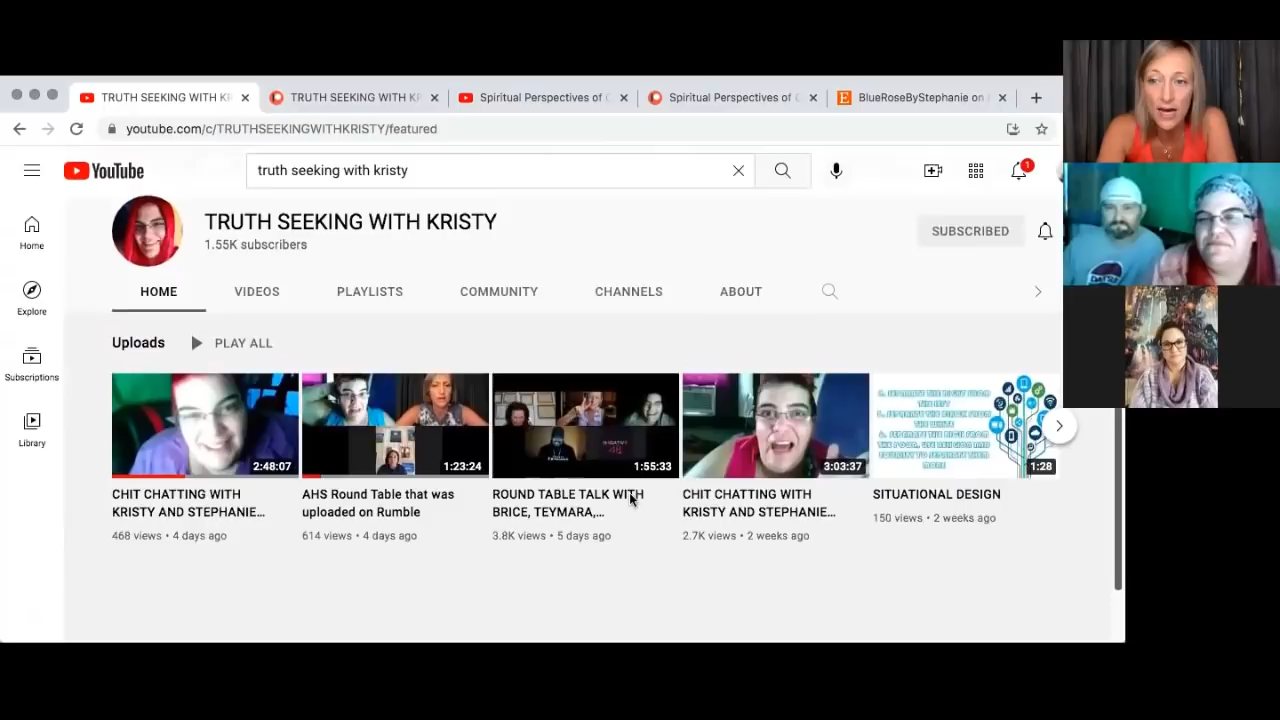 TRUTH SEEKING WITH K
TRUTH SEEKING WITH K
Spiritual Perspectives of
Spiritual Perspectives of
BlueRoseByStephanie on
youtube.com/c/TRUTHSEEKINGWITHKRISTY/featured
YouTube
truth seeking with kristy
1
TRUTH SEEKING WITH KRISTY
1.55K subscribers
SUBSCRIBED
Home
Explore
Subscriptions
Library
HOME
VIDEOS
PLAYLISTS
COMMUNITY
CHANNELS
ABOUT
Uploads
PLAY ALL
2:48:07
1:23:24
1:55:33
3:03:37
1:28
CHIT CHATTING WITH
KRISTY AND STEPHANIE...
468 views • 4 days ago
AHS Round Table that was
uploaded on Rumble
614 views • 4 days ago
ROUND TABLE TALK WITH
BRICE, TEYMARA,...
3.8K views • 5 days ago
CHIT CHATTING WITH
KRISTY AND STEPHANIE...
2.7K views • 2 weeks ago
SITUATIONAL DESIGN
150 views • 2 weeks ago